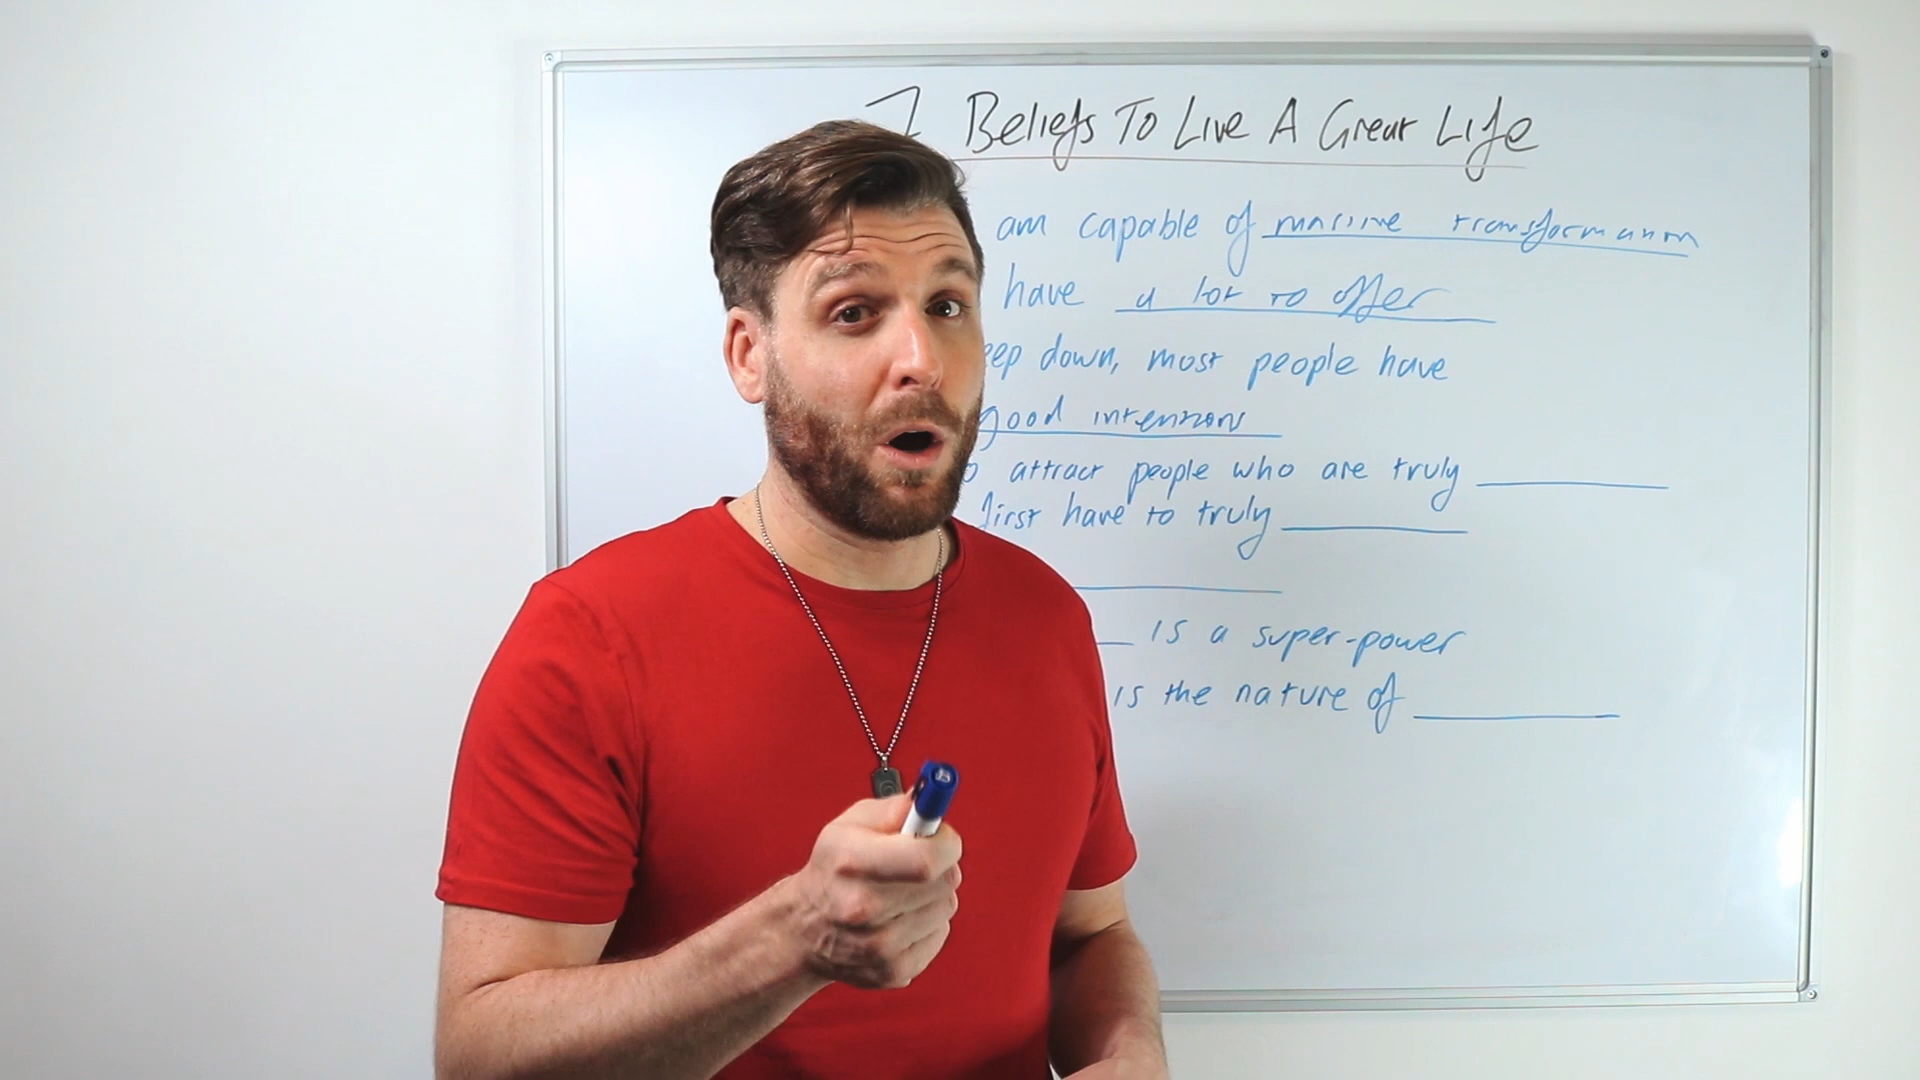 7 Beliefs To Live A Great Life
am capable of massive transformation
have a lot to offer
eep down, most people have
good intentions
o attract people who are truly
first have to truly
is a super-power
is the nature of